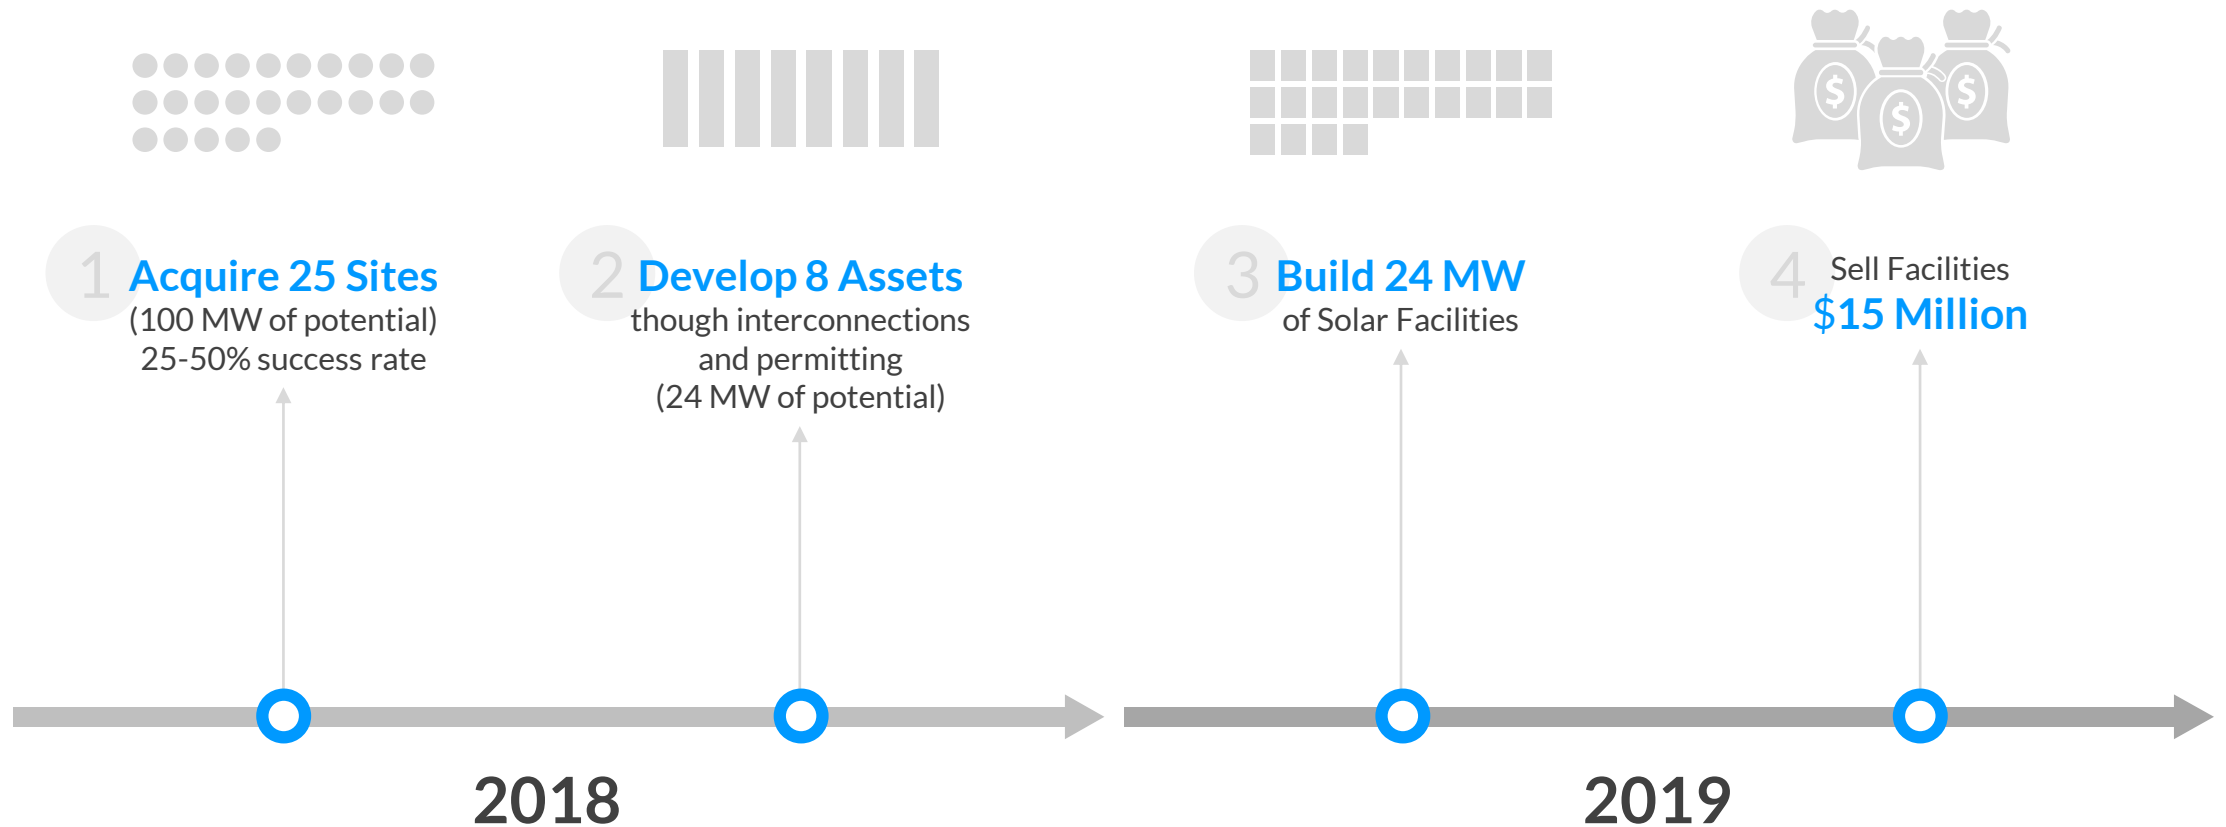 1
Acquire 25 Sites
(100 MW of potential)
25-50% success rate
2
Develop 8 Assets
though interconnections
and permitting
(24 MW of potential)
3
Build 24 MW
of Solar Facilities
$
$
$
4
Sell Facilities
$15 Million
2018
2019